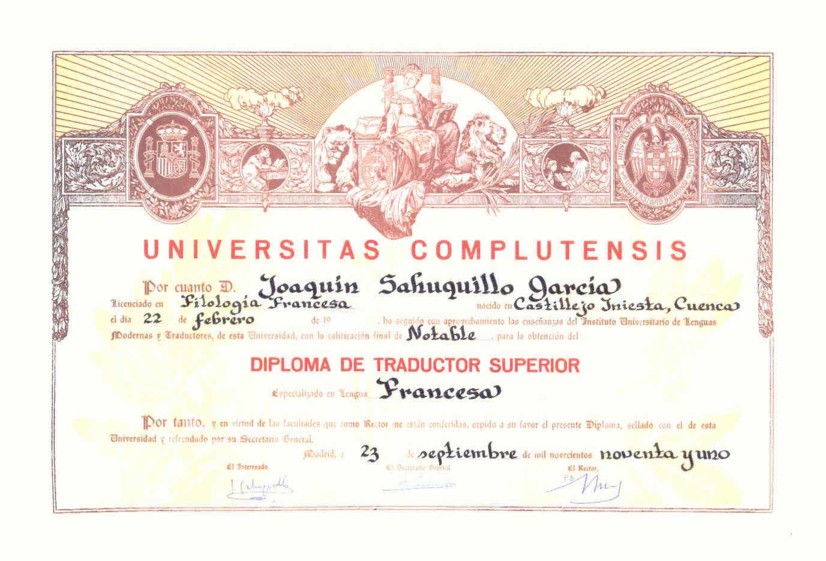 UNIVERSITAS COMPLUTENSIS
Por cuanto D. Joaquín Sahuquillo García
Licenciado en Filología Francesa nacido en Castillejo Iniesta, Cuenca
el día 22 de febrero de 19 , ha seguido con aprovechamiento las enseñanzas del Instituto Universitario de Lenguas
Modernas y Traductores, de esta Universidad, con la calificación final de Notable , para la obtención del
DIPLOMA DE TRADUCTOR SUPERIOR
Especializado en Lengua Francesa
Por tanto, y en virtud de las facultades que como Rector me están conferidas, expido a su favor el presente Diploma, sellado con el de esta
Universidad y refrendado por su Secretario General.
Madrid, a 23 de septiembre de mil novecientos noventa y uno
El Interesado El Secretario General El Rector,